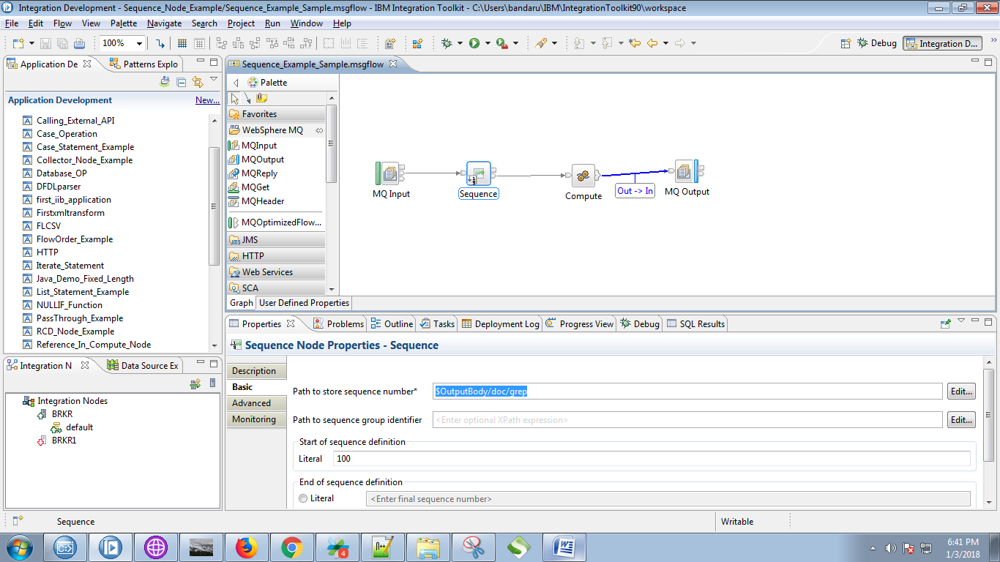 Integration Development - Sequence_Node_Example/Sequence_Example_Sample.msgflow - IBM Integration Toolkit - C:\Users\bandaru\IBM\IntegrationToolkit90\workspace
File Edit Flow View Palette Navigate Search Project Run Window Help
100%
Debug
Integration D...
Application De
Patterns Explo
Application Development
New...
Calling_External_API
Case_Operation
Case_Statement_Example
Collector_Node_Example
Database_OP
DFDLparser
first_iib_application
Firstxmltransform
FLCSV
FlowOrder_Example
HTTP
Iterate_Statement
Java_Demo_Fixed_Length
List_Statement_Example
NULLIF_Function
PassThrough_Example
RCD_Node_Example
Reference_In_Compute_Node
Integration N
Data Source Ex
Integration Nodes
BRKR
default
BRKR1
Sequence_Example_Sample.msgflow
Palette
Favorites
WebSphere MQ
MQInput
MQOutput
MQReply
MQGet
MQHeader
MQOptimizedFlow...
JMS
HTTP
Web Services
SCA
MQ Input
Sequence
Compute
Out -> In
MQ Output
Graph
User Defined Properties
Properties
Problems
Outline
Tasks
Deployment Log
Progress View
Debug
SQL Results
Sequence Node Properties - Sequence
Description
Basic
Advanced
Monitoring
Path to store sequence number*
$OutputBody/doc/grep
Edit...
Path to sequence group identifier
<Enter optional XPath expression>
Edit...
Start of sequence definition
Literal
100
End of sequence definition
Literal
<Enter final sequence number>
Sequence
Writable
4
6:41 PM
1/3/2018